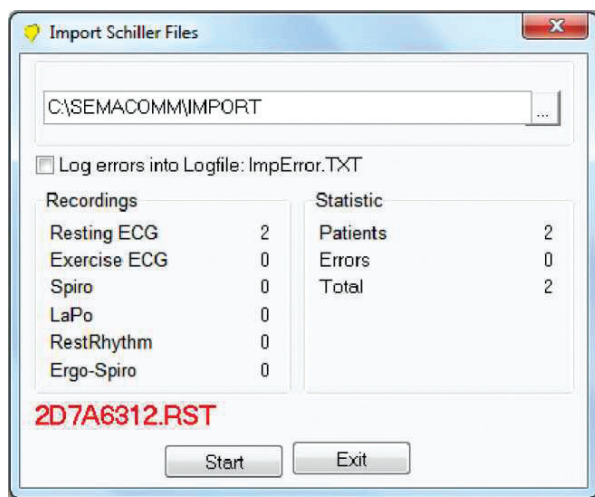 Import Schiller Files
C:\SEMACOMM\IMPORT
...
Log errors into Logfile: ImpError.TXT
Recordings
Resting ECG 2
Exercise ECG 0
Spiro 0
LaPo 0
RestRhythm 0
Ergo-Spiro 0
Statistic
Patients 2
Errors 0
Total 2
2D7A6312.RST
Start Exit